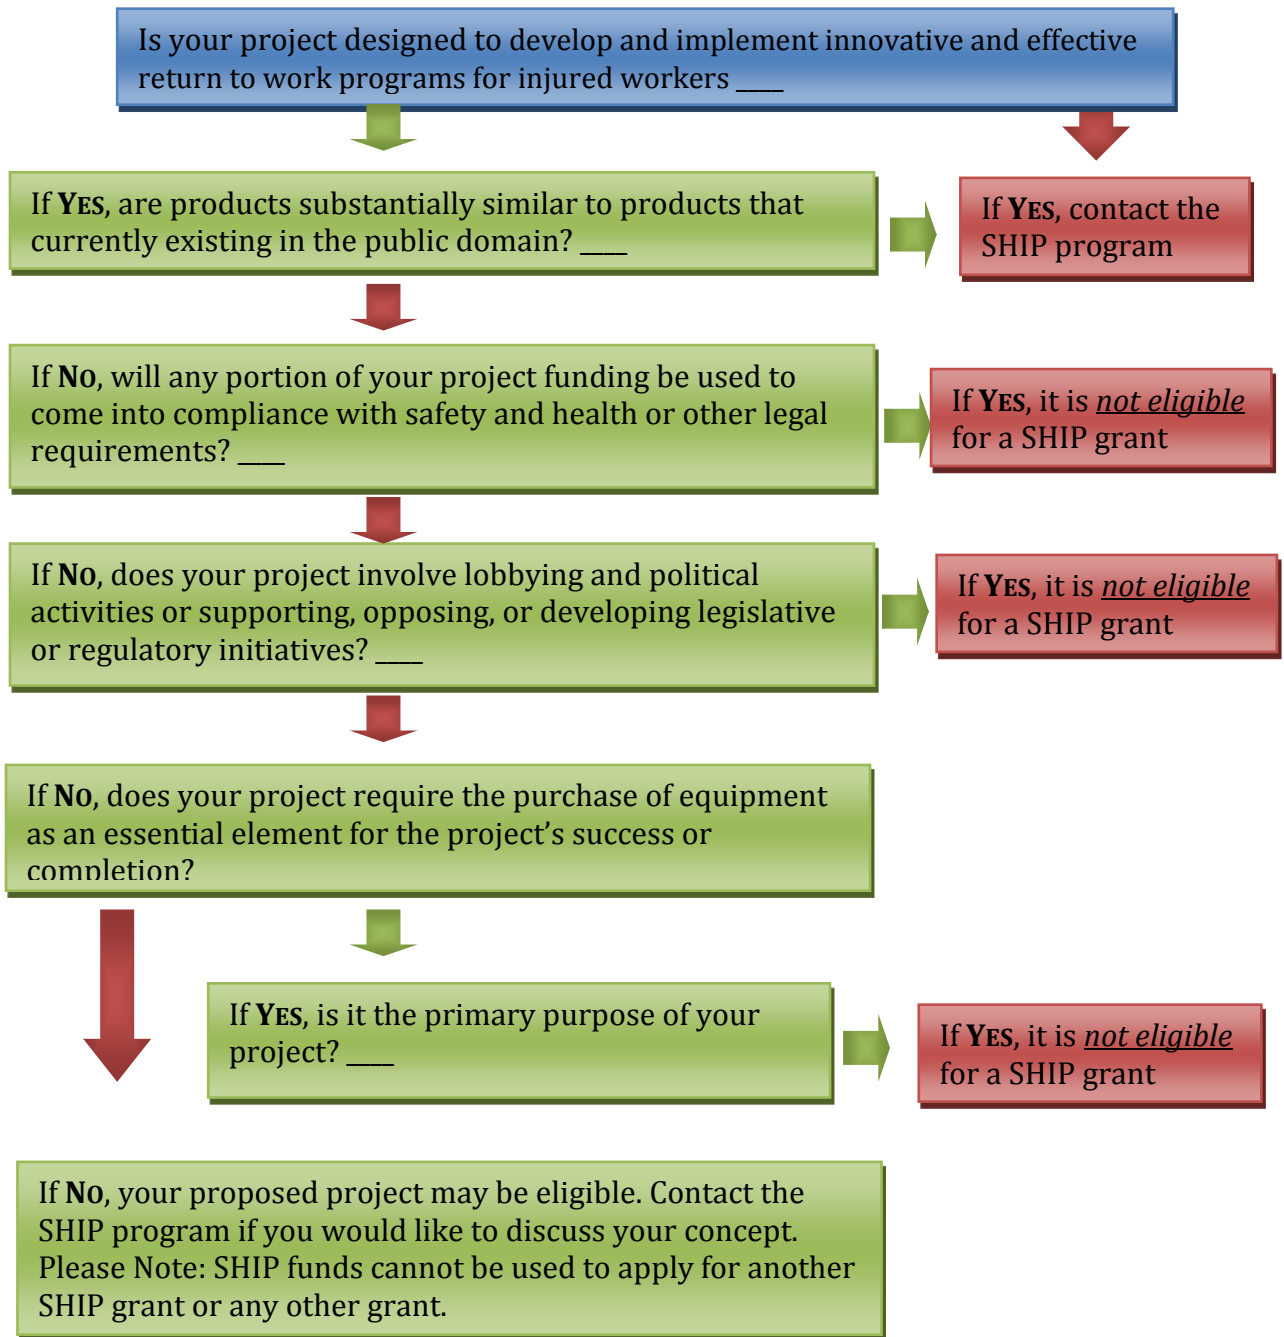 Is your project designed to develop and implement innovative and effective
return to work programs for injured workers ____
If YES, are products substantially similar to products that
currently existing in the public domain? ____
If YES, contact the
SHIP program
If NO, will any portion of your project funding be used to
come into compliance with safety and health or other legal
requirements? ____
If YES, it is not eligible
for a SHIP grant
If NO, does your project involve lobbying and political
activities or supporting, opposing, or developing legislative
or regulatory initiatives? ____
If YES, it is not eligible
for a SHIP grant
If NO, does your project require the purchase of equipment
as an essential element for the project’s success or
completion?
If YES, is it the primary purpose of your
project? ____
If YES, it is not eligible
for a SHIP grant
If NO, your proposed project may be eligible. Contact the
SHIP program if you would like to discuss your concept.
Please Note: SHIP funds cannot be used to apply for another
SHIP grant or any other grant.